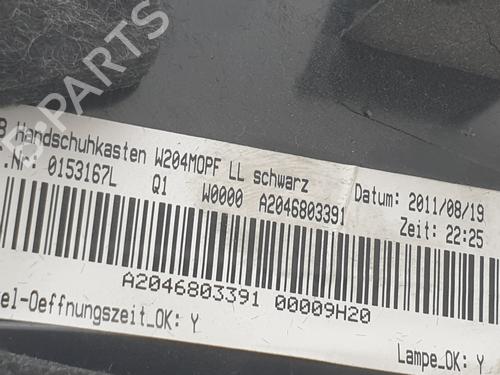 B Handschuhkasten W204MOPF LL schwarz
Datum: 2011/08/19
.Nr: 0153167L Q1 W0000 A2046803391
Zeit: 22:25
A2046803391 00009H20
el-Oeffnungszeit_OK: Y
Lampe_OK: Y